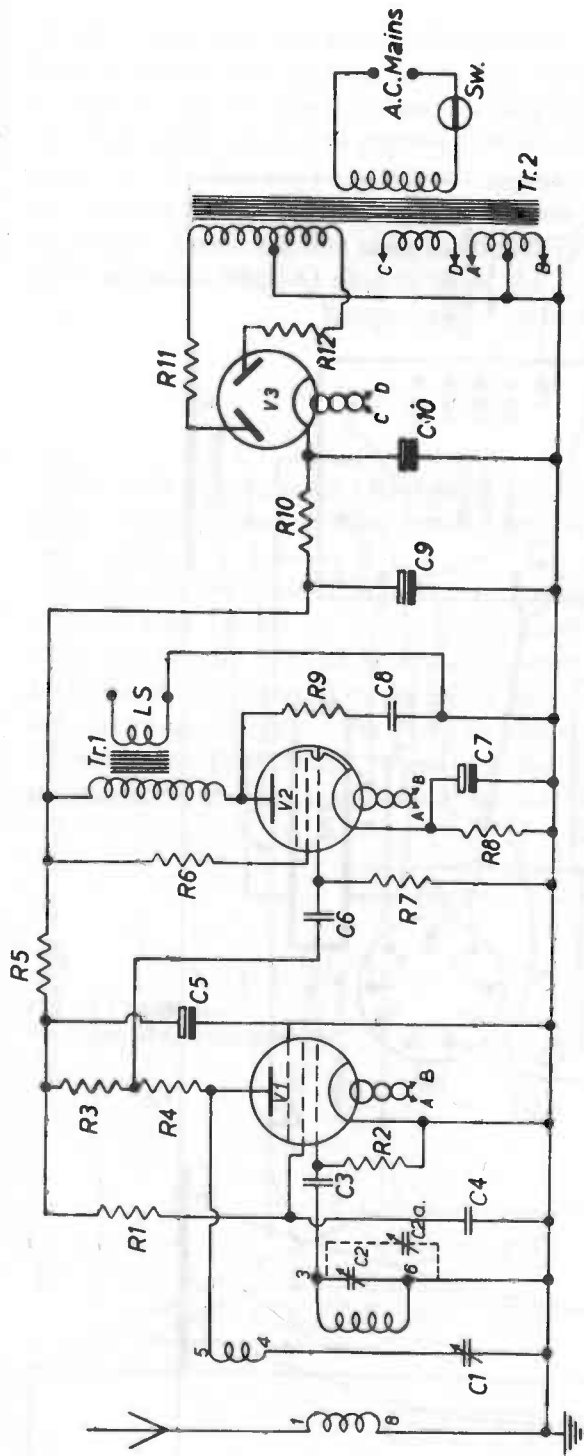 A.C.Mains
Sw.
Tr.2
C
D
A
B
R11
R12
V3
C
D
R10
C10
C9
Tr.1
LS
R9
C8
V2
A
B
C7
R8
R6
R7
C6
R5
C5
R3
R4
V1
A
B
R2
C3
R1
C4
C2
C2a.
3
6
5
4
C1
1
8